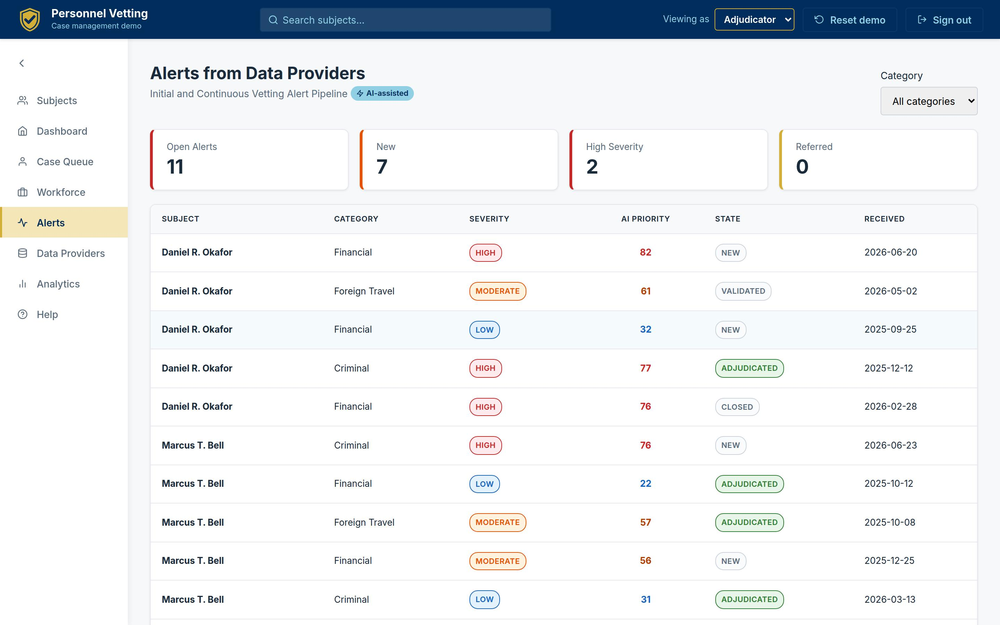 Personnel Vetting
Case management demo
Search subjects...
Viewing as
Adjudicator
Reset demo
Sign out
Subjects
Dashboard
Case Queue
Workforce
Alerts
Data Providers
Analytics
Help
Alerts from Data Providers
Initial and Continuous Vetting Alert Pipeline AI-assisted
Category
All categories
Open Alerts
11
New
7
High Severity
2
Referred
0
SUBJECT CATEGORY SEVERITY AI PRIORITY STATE RECEIVED
Daniel R. Okafor Financial HIGH 82 NEW 2026-06-20
Daniel R. Okafor Foreign Travel MODERATE 61 VALIDATED 2026-05-02
Daniel R. Okafor Financial LOW 32 NEW 2025-09-25
Daniel R. Okafor Criminal HIGH 77 ADJUDICATED 2025-12-12
Daniel R. Okafor Financial HIGH 76 CLOSED 2026-02-28
Marcus T. Bell Criminal HIGH 76 NEW 2026-06-23
Marcus T. Bell Financial LOW 22 ADJUDICATED 2025-10-12
Marcus T. Bell Foreign Travel MODERATE 57 ADJUDICATED 2025-10-08
Marcus T. Bell Financial MODERATE 56 NEW 2025-12-25
Marcus T. Bell Criminal LOW 31 ADJUDICATED 2026-03-13